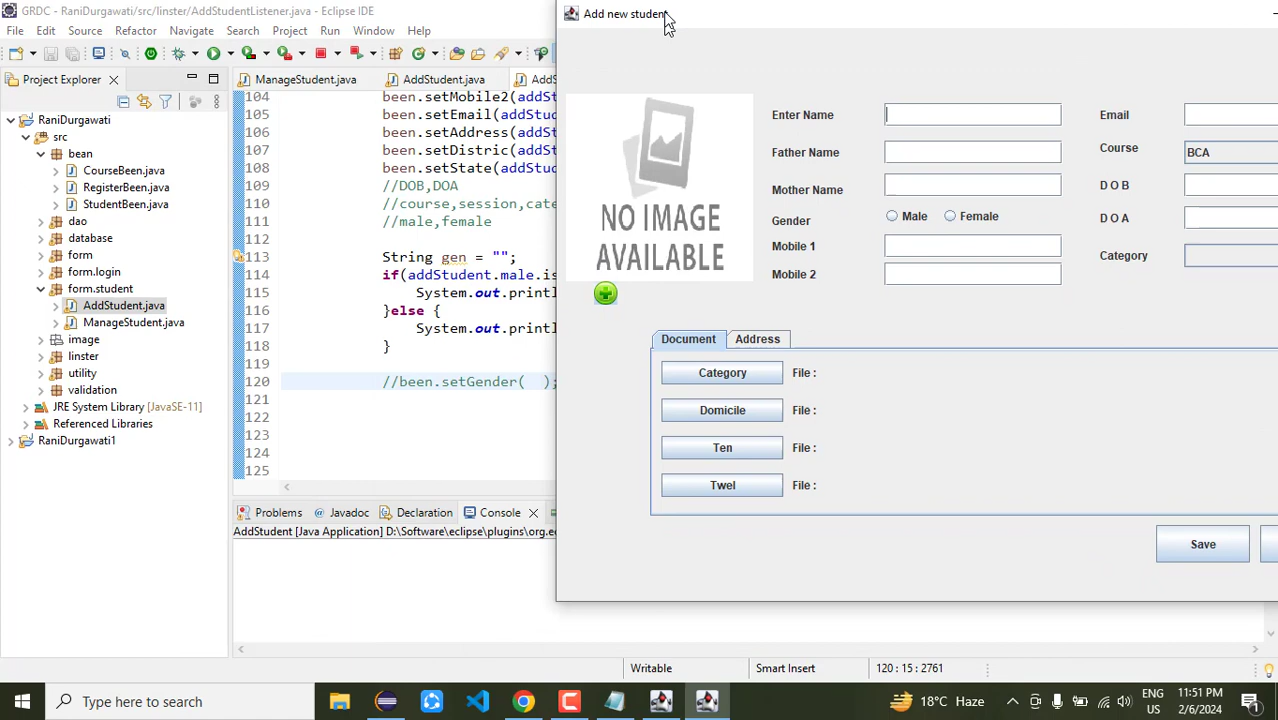 GRDC - RaniDurgawati/src/linster/AddStudentListener.java - Eclipse IDE
File Edit Source Refactor Navigate Search Project Run Window Help
Project Explorer
RaniDurgawati
src
bean
CourseBeen.java
RegisterBeen.java
StudentBeen.java
dao
database
form
form.login
form.student
AddStudent.java
ManageStudent.java
image
linster
utility
validation
JRE System Library [JavaSE-11]
Referenced Libraries
RaniDurgawati1
ManageStudent.java AddStudent.java
104 been.setMobile2(addStu
105 been.setEmail(addStud
106 been.setAddress(addStu
107 been.setDistric(addStu
108 been.setState(addStud
109 //DOB,DOA
110 //course,session,cate
111 //male,female
112
113 String gen = "";
114 if(addStudent.male.is
115 System.out.printl
116 }else {
117 System.out.printl
118 }
119
120 //been.setGender(  );
121
122
123
124
125
Problems Javadoc Declaration Console
AddStudent [Java Application] D:\Software\eclipse\plugins\org.ec
Add new student
NO IMAGE
AVAILABLE
Enter Name
Father Name
Mother Name
Gender Male Female
Mobile 1
Mobile 2
Email
Course BCA
D O B
D O A
Category
Document Address
Category File :
Domicile File :
Ten File :
Twel File :
Save
Writable Smart Insert 120 : 15 : 2761
Type here to search
18°C Haze
ENG
US
11:51 PM
2/6/2024
1